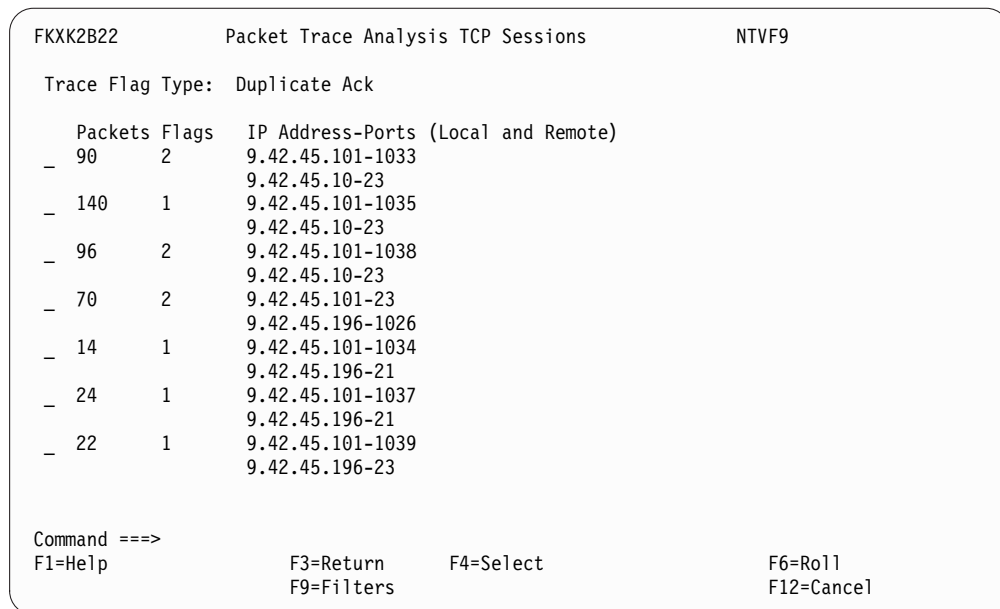 FKXK2B22 Packet Trace Analysis TCP Sessions NTVF9
Trace Flag Type: Duplicate Ack
Packets Flags IP Address-Ports (Local and Remote)
_ 90 2 9.42.45.101-1033
9.42.45.10-23
_ 140 1 9.42.45.101-1035
9.42.45.10-23
_ 96 2 9.42.45.101-1038
9.42.45.10-23
_ 70 2 9.42.45.101-23
9.42.45.196-1026
_ 14 1 9.42.45.101-1034
9.42.45.196-21
_ 24 1 9.42.45.101-1037
9.42.45.196-21
_ 22 1 9.42.45.101-1039
9.42.45.196-23
Command ===>
F1=Help F3=Return F4=Select F6=Roll
F9=Filters F12=Cancel